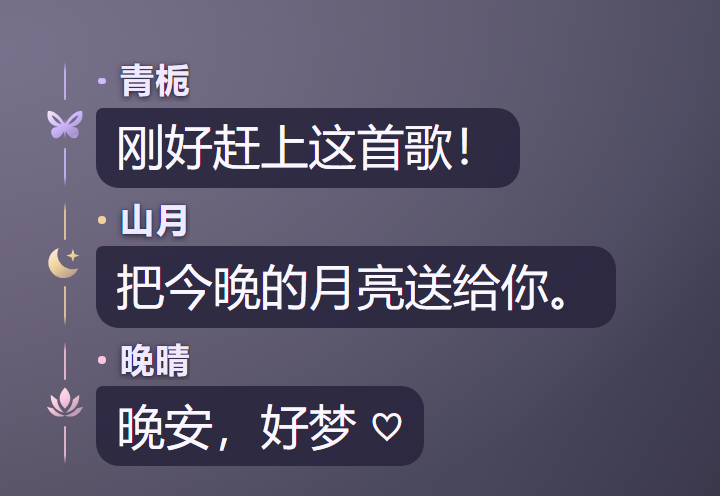 青栀
刚好赶上这首歌！
山月
把今晚的月亮送给你。
晚晴
晚安，好梦 ♡